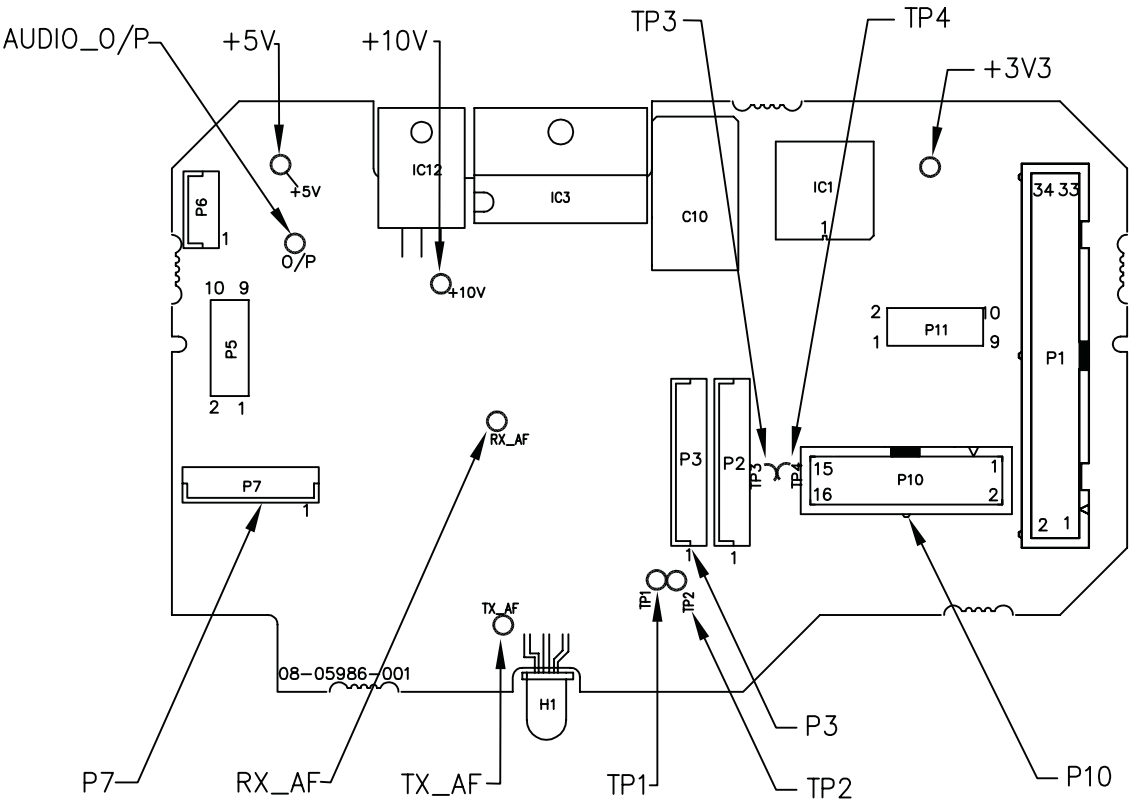 TP3
TP4
AUDIO_O/P
+5V
+10V
+3V3
IC12
+5V
IC3
IC1
34 33
P6
C10
1
1
O/P
10 9
+10V
2
10
P11
1
9
P5
P1
2 1
RX_AF
P3
P2
TP3
TP4
15
1
P10
16
2
P7
1
2 1
1
1
TP1
TP2
TX_AF
08-05986-001
H1
P3
P7
RX_AF
TX_AF
TP1
TP2
P10